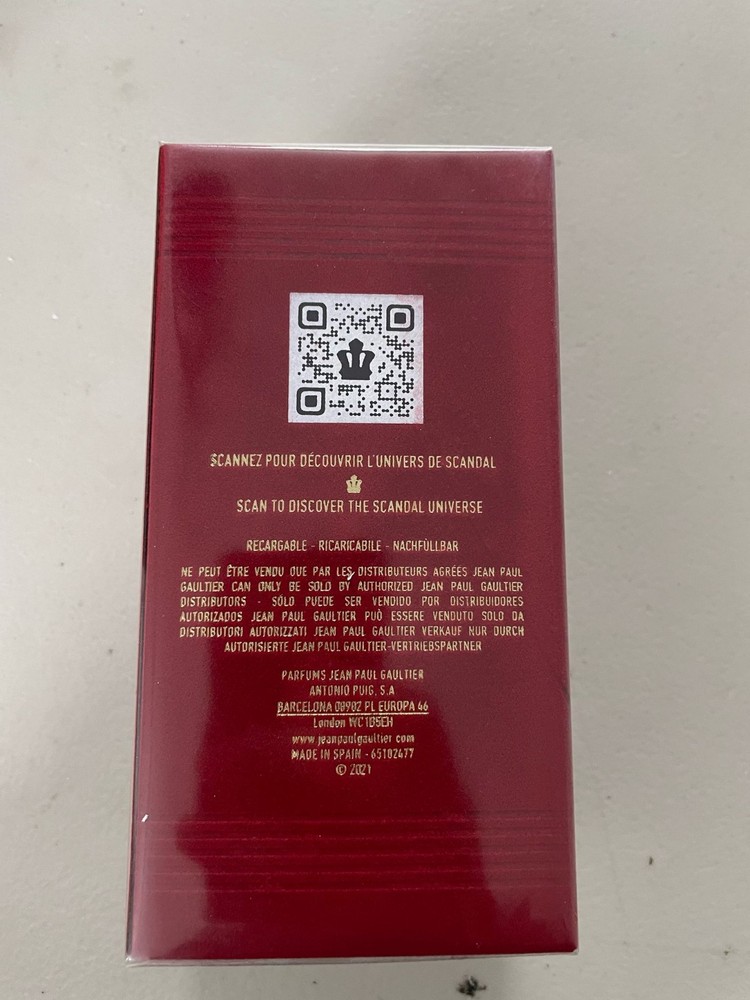 SCANNEZ POUR DÉCOUVRIR L'UNIVERS DE SCANDAL
SCAN TO DISCOVER THE SCANDAL UNIVERSE
RECARGABLE - RICARICABILE - NACHFÜLLBAR
NE PEUT ÊTRE VENDU QUE PAR LES DISTRIBUTEURS AGRÉES JEAN PAUL
GAULTIER CAN ONLY BE SOLD BY AUTHORIZED JEAN PAUL GAULTIER
DISTRIBUTORS - SÓLO PUEDE SER VENDIDO POR DISTRIBUIDORES
AUTORIZADOS JEAN PAUL GAULTIER PUÒ ESSERE VENDUTO SOLO DA
DISTRIBUTORI AUTORIZZATI JEAN PAUL GAULTIER VERKAUF NUR DURCH
AUTORISIERTE JEAN PAUL GAULTIER-VERTRIEBSPARTNER
PARFUMS JEAN PAUL GAULTIER
ANTONIO PUIG, S.A
BARCELONA 08902 PL EUROPA 46
London
www.jeanpaulgaultier com
MADE IN SPAIN - 65182477
© 2021